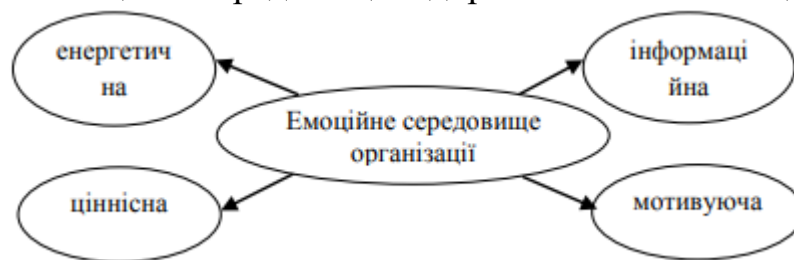 енергетич
на
інформаці
йна
Емоційне середовище
організації
ціннісна
мотивуюча